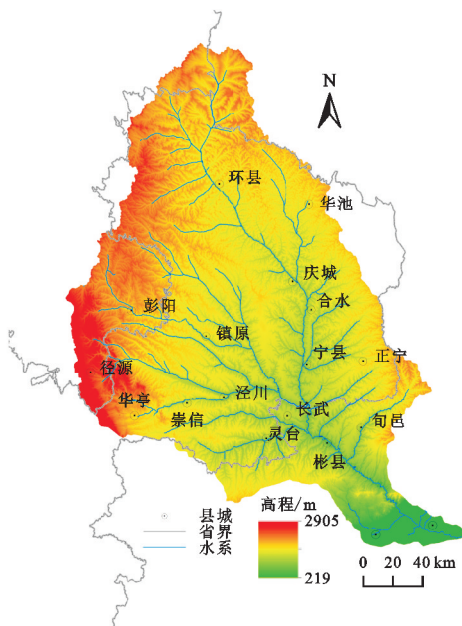 N
环县
华池
庆城
合水
彭阳
镇原
宁县
正宁
径源
泾川
华亭
崇信
长武
旬邑
灵台
彬县
县城
省界
水系
高程/m
2905
219
0 20 40 km